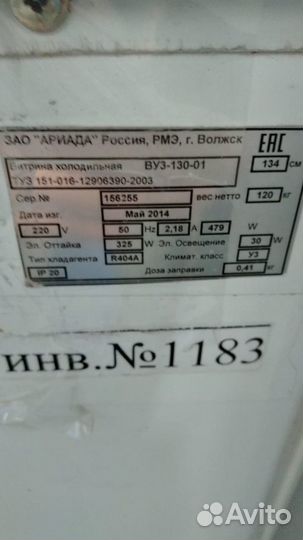 ЗАО "АРИАДА" Россия, РМЭ, г. Волжск
EAC
Витрина холодильная ВУЗ-130-01 134 см
ТУЗ 151-016-12906390-2003
Сер.№ 156255 вес нетто 120 кг
Дата изг. Май 2014
220 V 50 Hz 2,18 A 479 W
Эл. Оттайка 325 W Эл. Освещение 30 W
Тип хладагента R404A Климат. класс У3
IP 20 Доза заправки 0,41 кг
инв.№1183
Avito